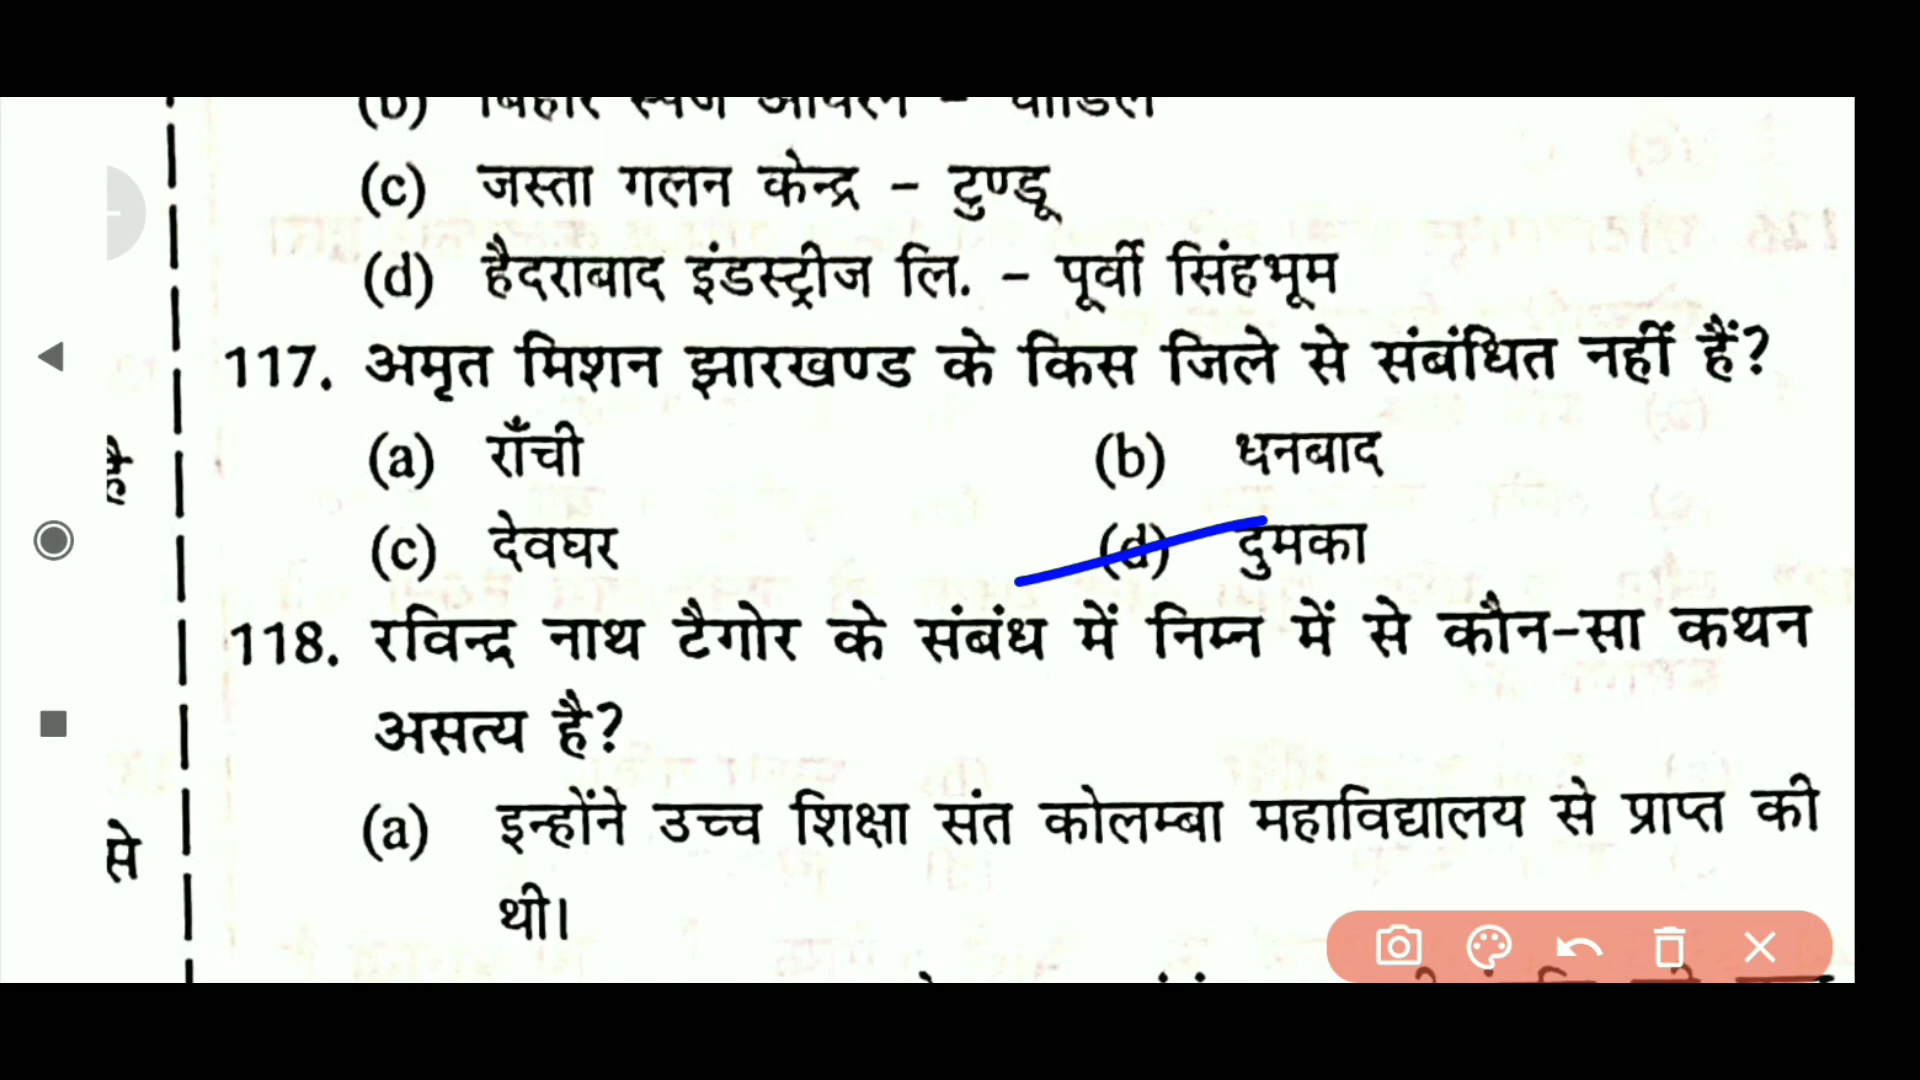 (b) बिहार स्पंज आयरन - चांडिल
(c) जस्ता गलन केन्द्र - टुण्डू
(d) हैदराबाद इंडस्ट्रीज लि. - पूर्वी सिंहभूम
117. अमृत मिशन झारखण्ड के किस जिले से संबंधित नहीं हैं?
(a) राँची (b) धनबाद
है
(c) देवघर (d) दुमका
118. रविन्द्र नाथ टैगोर के संबंध में निम्न में से कौन-सा कथन
असत्य है?
(a) इन्होंने उच्च शिक्षा संत कोलम्बा महाविद्यालय से प्राप्त की
से
थी।